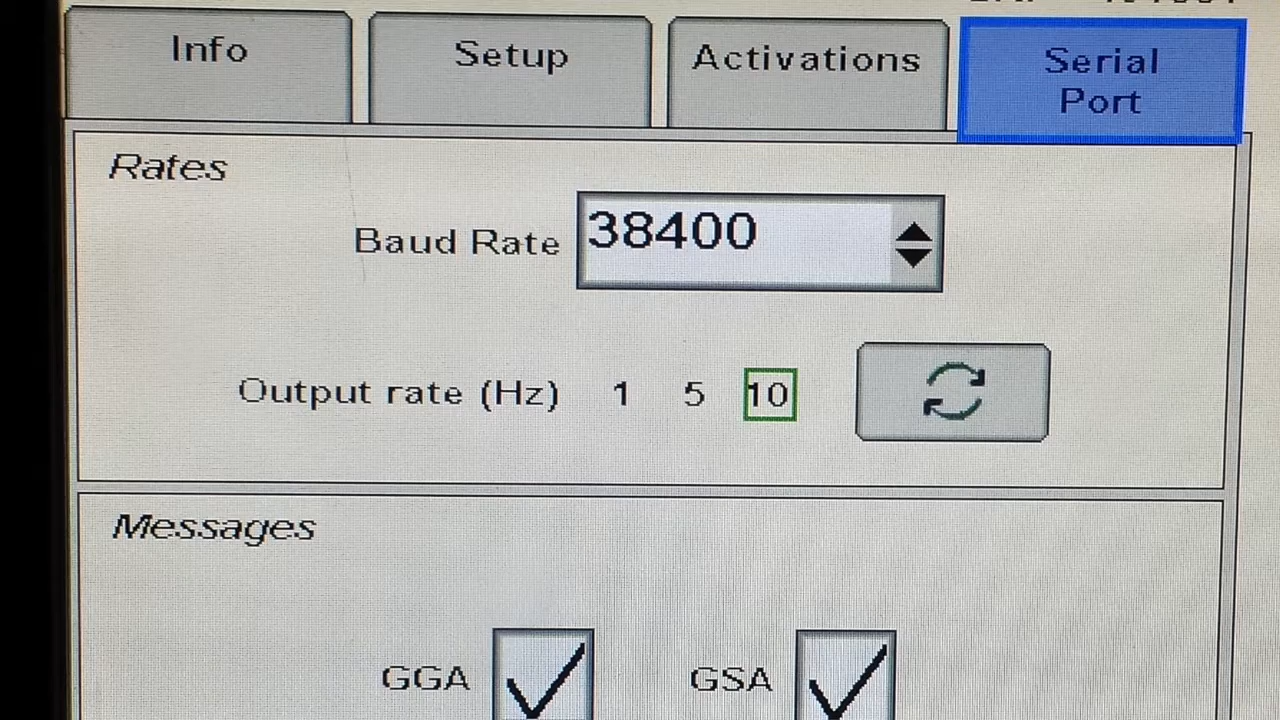 Info
Setup
Activations
Serial
Port
Rates
Baud Rate 38400
Output rate (Hz) 1 5 10
Messages
GGA
GSA